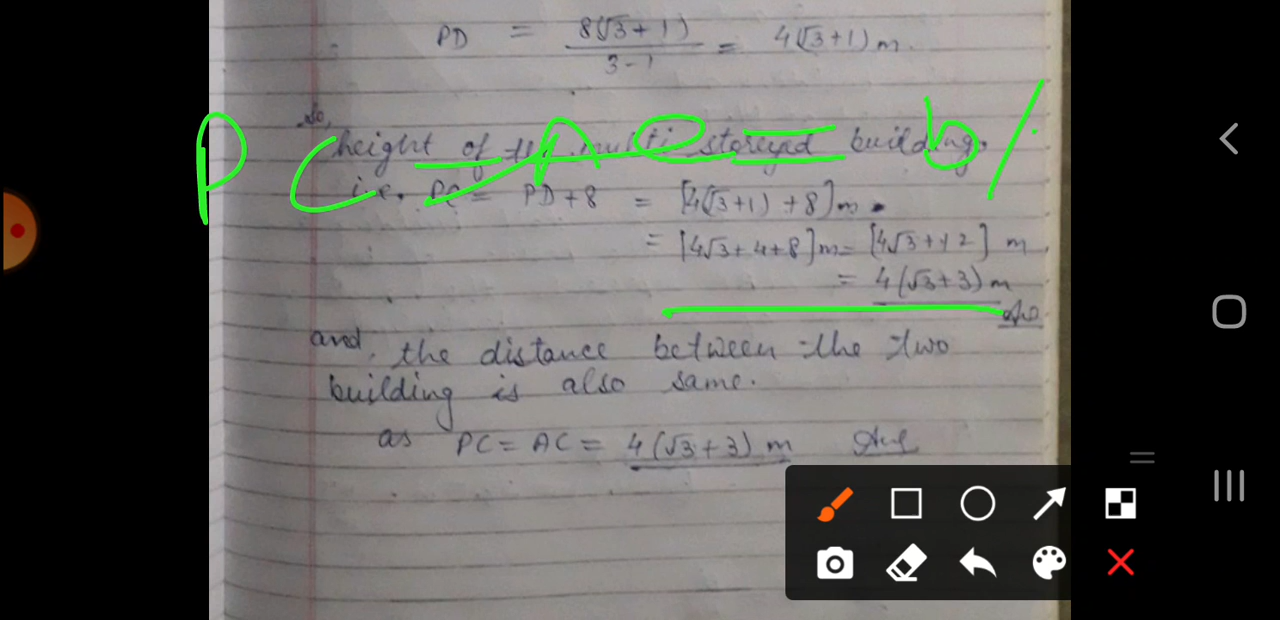 PD = 8(√3+1) / 3-1 = 4(√3+1) m.
so,
height of the multi storeyed building,
i.e. PC = PD+8 = [4(√3+1) +8]m.
= [4√3+4+8]m = [4√3+12] m
= 4(√3+3) m
Ans
and, the distance between the two
building is also same.
as PC = AC = 4(√3+3) m Ans